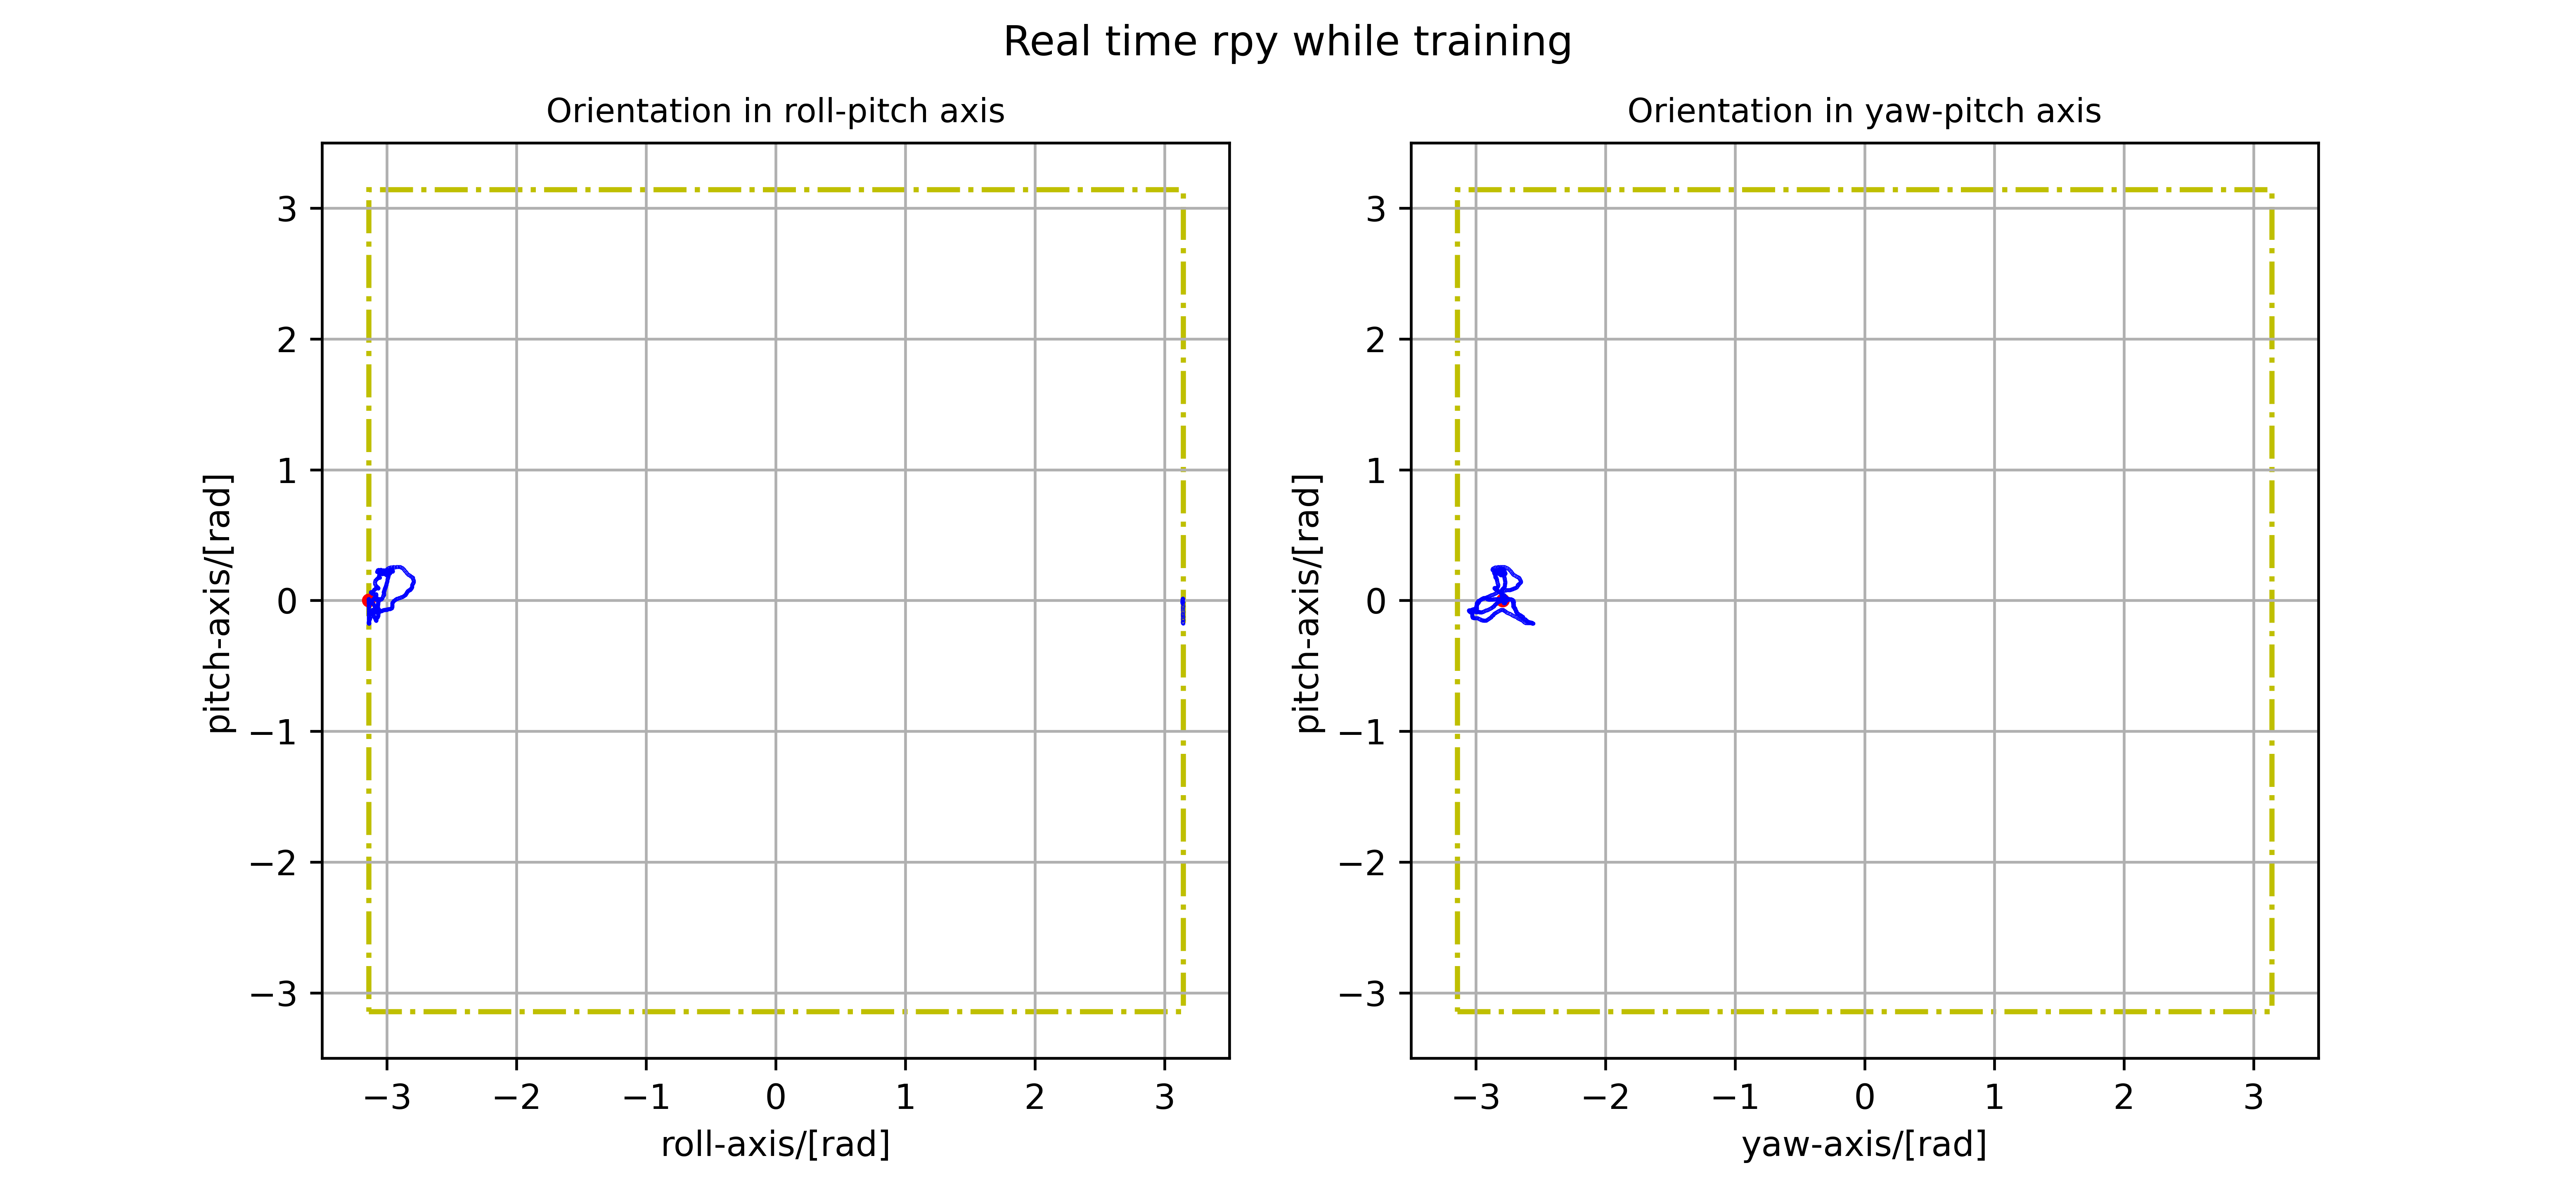 Real time rpy while training
Orientation in roll-pitch axis
3
2
1
0
−1
−2
−3
pitch-axis/[rad]
−3 −2 −1 0 1 2 3
roll-axis/[rad]
Orientation in yaw-pitch axis
3
2
1
0
−1
−2
−3
pitch-axis/[rad]
−3 −2 −1 0 1 2 3
yaw-axis/[rad]